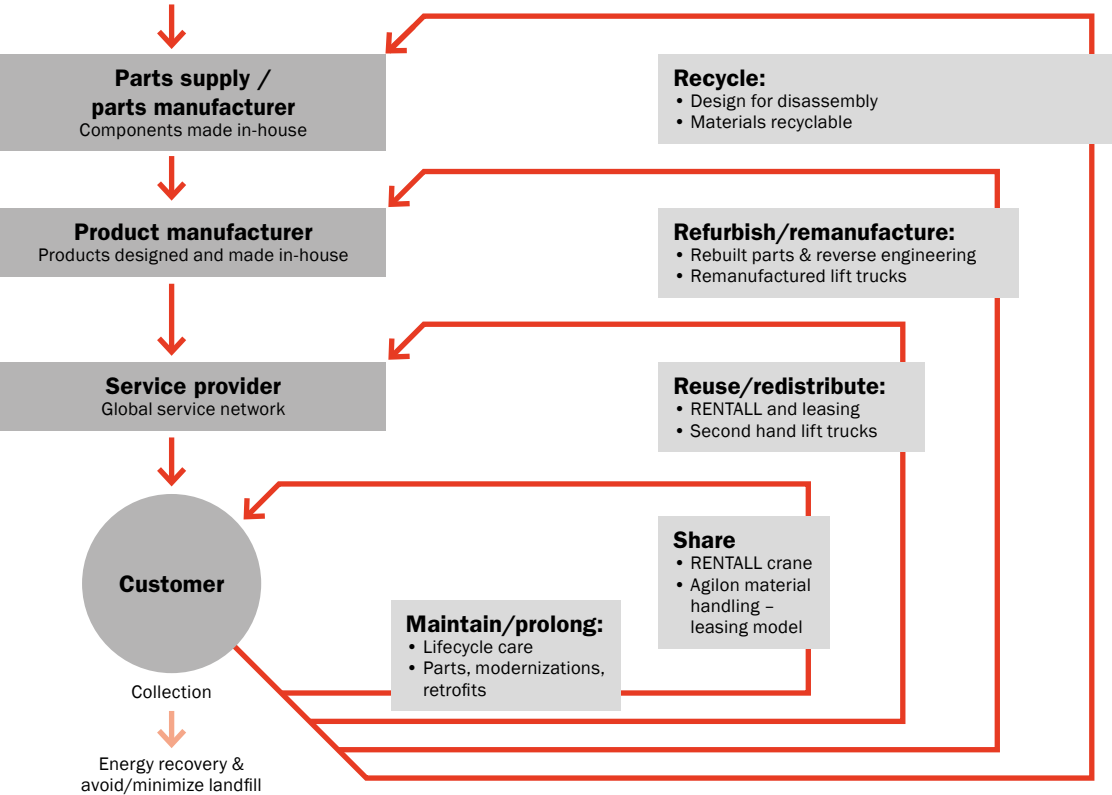 Parts supply /
parts manufacturer
Components made in-house
Recycle:
• Design for disassembly
• Materials recyclable
Product manufacturer
Products designed and made in-house
Refurbish/remanufacture:
• Rebuilt parts & reverse engineering
• Remanufactured lift trucks
Service provider
Global service network
Reuse/redistribute:
• RENTALL and leasing
• Second hand lift trucks
Customer
Share
• RENTALL crane
• Agilon material
handling –
leasing model
Maintain/prolong:
• Lifecycle care
• Parts, modernizations,
retrofits
Collection
Energy recovery &
avoid/minimize landfill